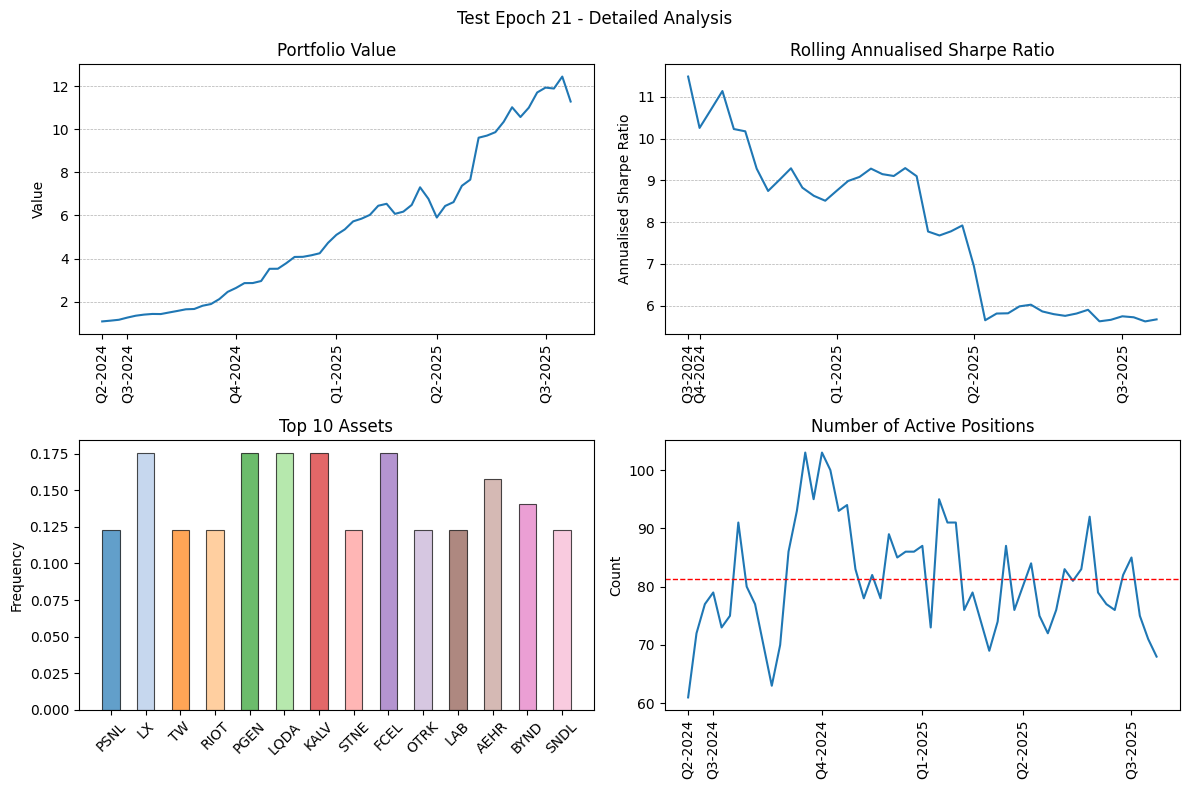 Test Epoch 21 - Detailed Analysis
Portfolio Value
Value
12
10
8
6
4
2
Q2-2024
Q3-2024
Q4-2024
Q1-2025
Q2-2025
Q3-2025
Rolling Annualised Sharpe Ratio
Annualised Sharpe Ratio
11
10
9
8
7
6
Q3-2024
Q4-2024
Q1-2025
Q2-2025
Q3-2025
Top 10 Assets
Frequency
0.175
0.150
0.125
0.100
0.075
0.050
0.025
0.000
PSNL
LX
TW
RIOT
PGEN
LQDA
KALV
STNE
FCEL
OTRK
LAB
AEHR
BYND
SNDL
Number of Active Positions
Count
100
90
80
70
60
Q2-2024
Q3-2024
Q4-2024
Q1-2025
Q2-2025
Q3-2025